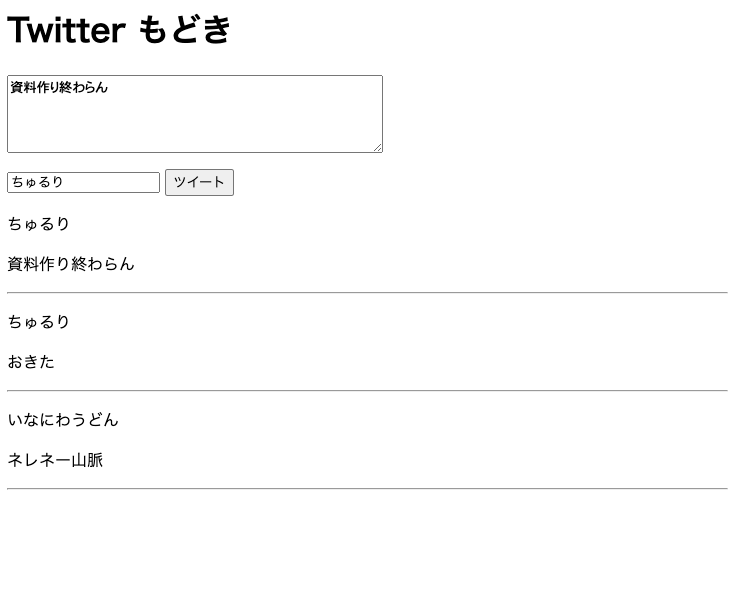 Twitter もどき
資料作り終わらん
ちゅるり ツイート
ちゅるり
資料作り終わらん
ちゅるり
おきた
いなにわうどん
ネレネー山脈